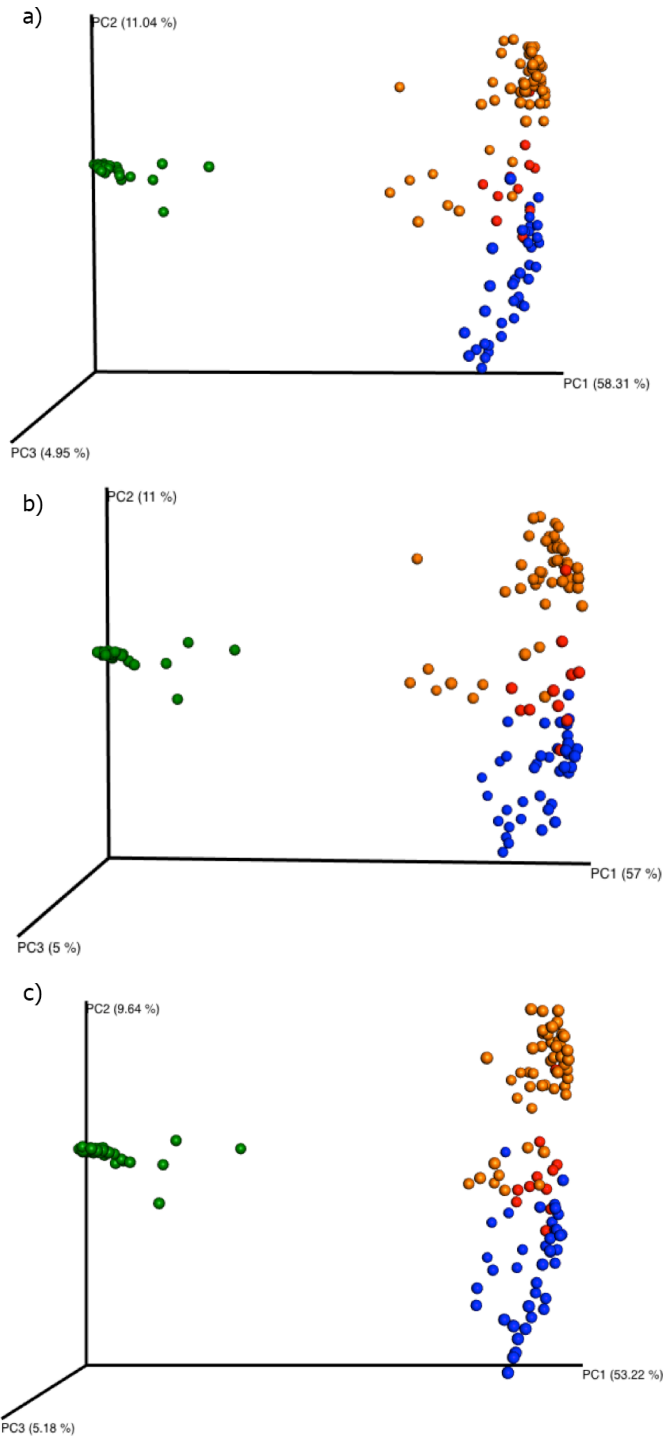 a)
PC2 (11.04 %)
PC1 (58.31 %)
PC3 (4.95 %)
b)
PC2 (11 %)
PC1 (57 %)
PC3 (5 %)
c)
PC2 (9.64 %)
PC1 (53.22 %)
PC3 (5.18 %)